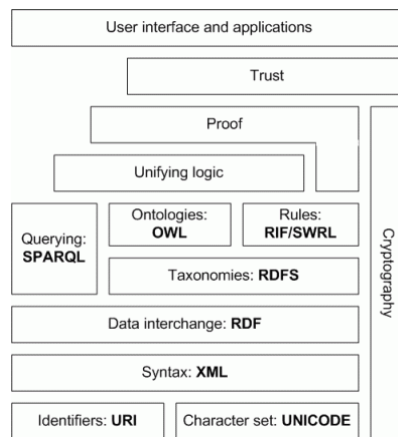 User interface and applications
Trust
Proof
Unifying logic
Querying:
SPARQL
Ontologies:
OWL
Rules:
RIF/SWRL
Taxonomies: RDFS
Cryptography
Data interchange: RDF
Syntax: XML
Identifiers: URI
Character set: UNICODE